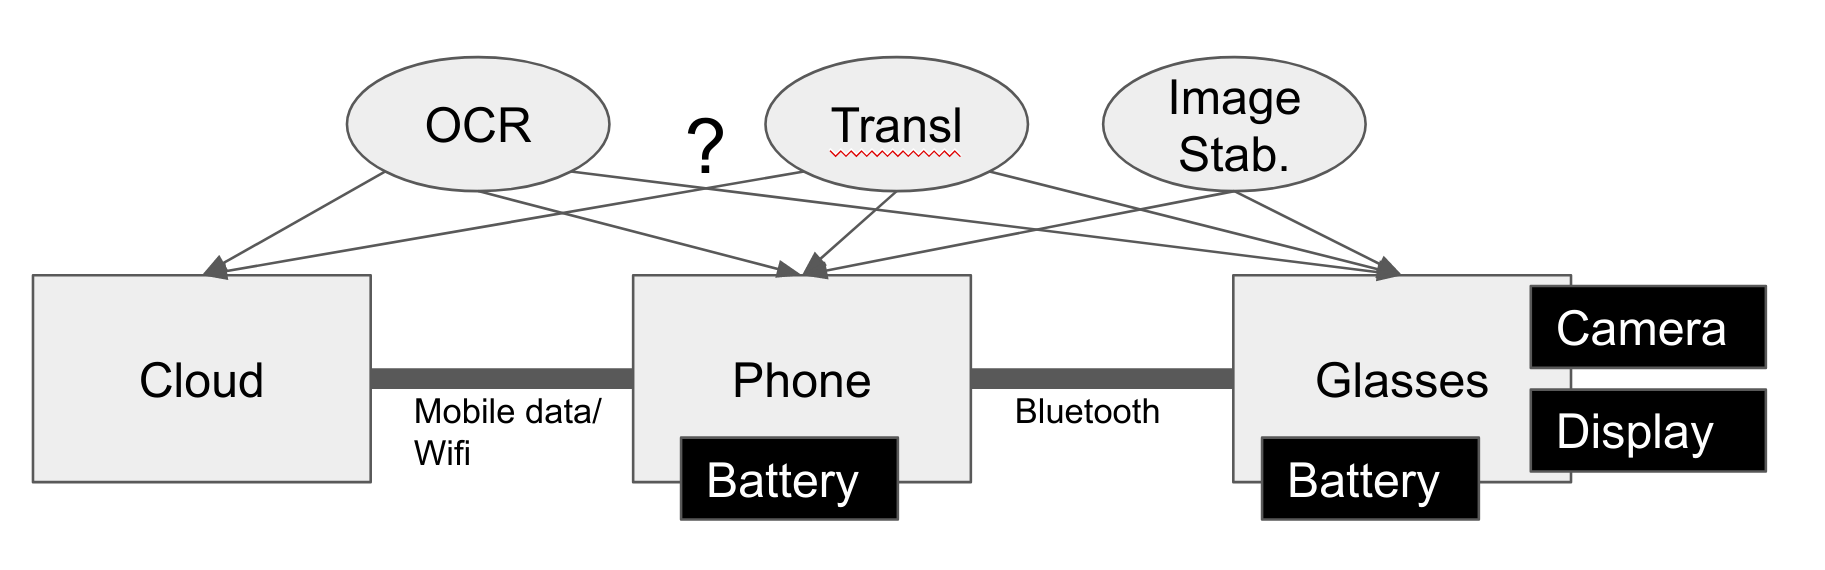 OCR
?
Transl
Image
Stab.
Cloud
Mobile data/
Wifi
Phone
Battery
Bluetooth
Glasses
Camera
Display
Battery